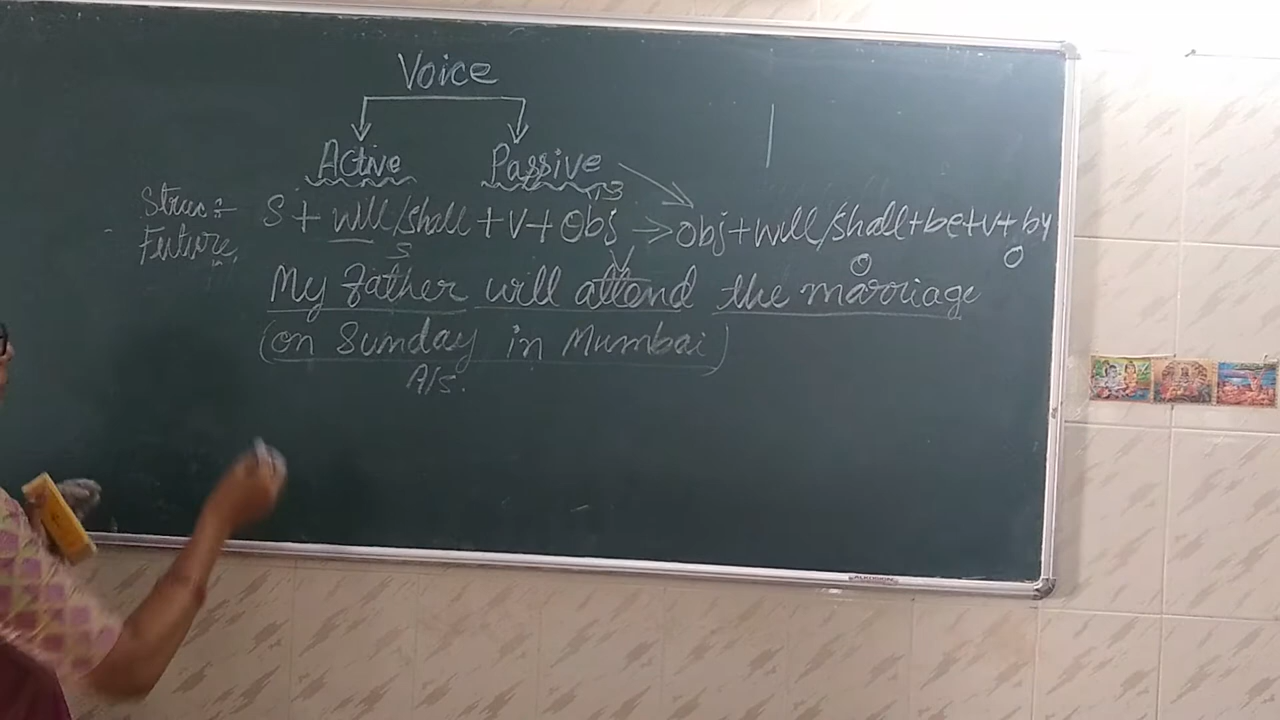 Voice
Active Passive
Struc:- S + will/shall + V + Obj → obj + will/shall + be + v + by
Future,
S V O O
My Father will attend the marriage
(on Sunday in Mumbai)
A/s.